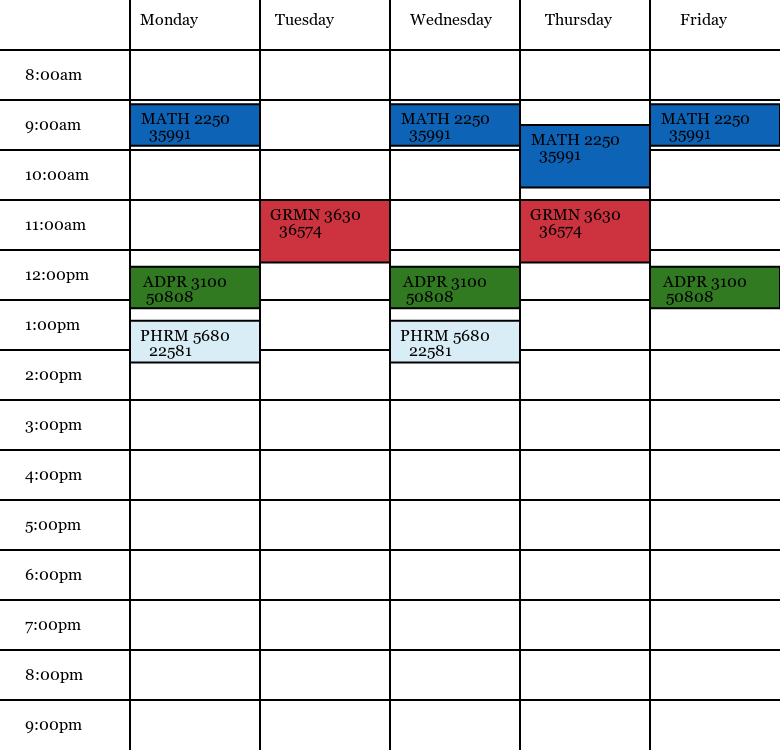 Monday Tuesday Wednesday Thursday Friday
8:00am
9:00am
MATH 2250
35991
MATH 2250
35991
MATH 2250
35991
MATH 2250
35991
10:00am
11:00am
GRMN 3630
36574
GRMN 3630
36574
12:00pm
ADPR 3100
50808
ADPR 3100
50808
ADPR 3100
50808
1:00pm
PHRM 5680
22581
PHRM 5680
22581
2:00pm
3:00pm
4:00pm
5:00pm
6:00pm
7:00pm
8:00pm
9:00pm